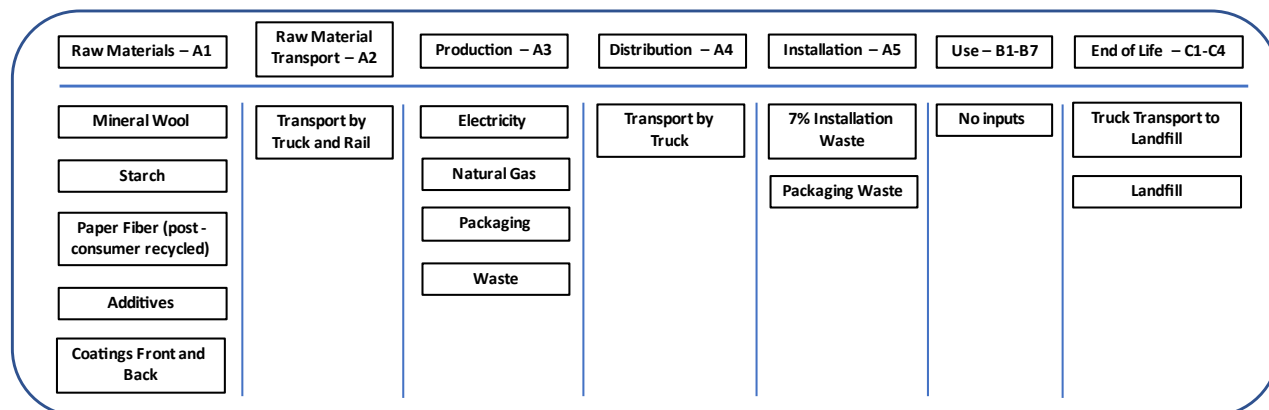 Raw Materials – A1
Raw Material
Transport – A2
Production – A3
Distribution – A4
Installation – A5
Use – B1-B7
End of Life – C1-C4
Mineral Wool
Starch
Paper Fiber (post -
consumer recycled)
Additives
Coatings Front and
Back
Transport by
Truck and Rail
Electricity
Natural Gas
Packaging
Waste
Transport by
Truck
7% Installation
Waste
Packaging Waste
No inputs
Truck Transport to
Landfill
Landfill